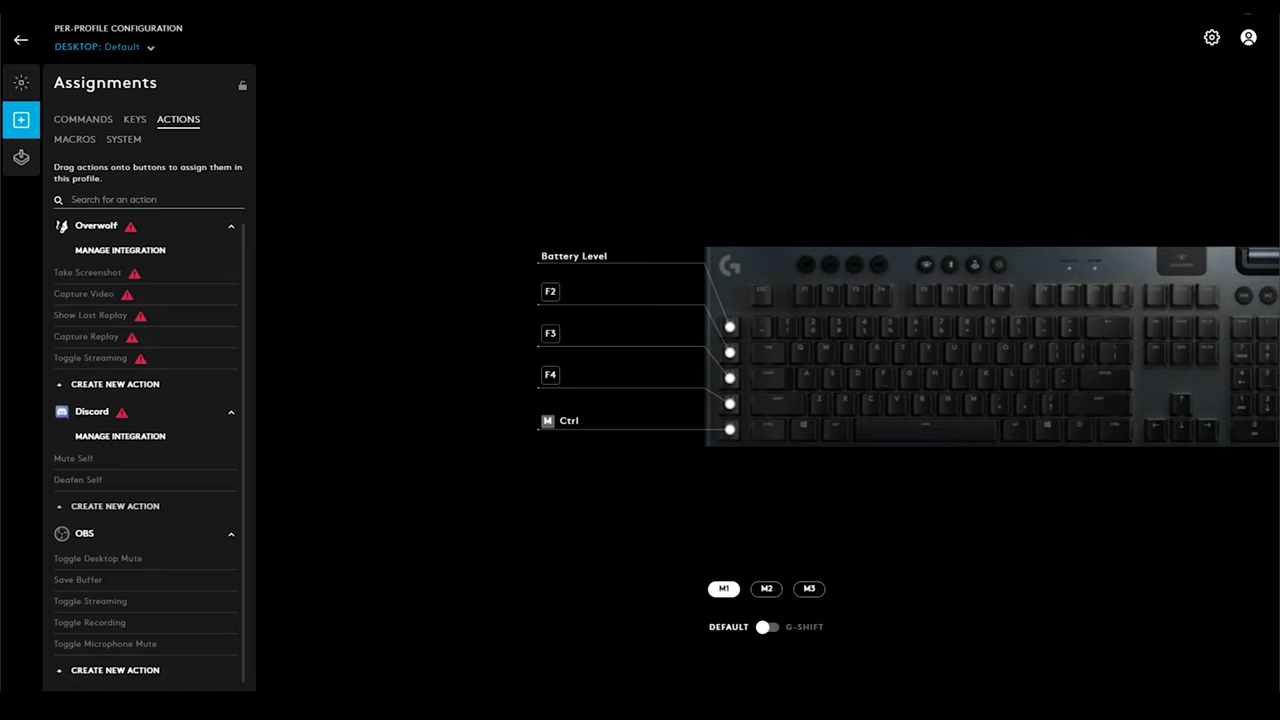 PER-PROFILE CONFIGURATION
DESKTOP: Default
Assignments
COMMANDS KEYS ACTIONS
MACROS SYSTEM
Drag actions onto buttons to assign them in
this profile.
Search for an action
Overwolf
MANAGE INTEGRATION
Take Screenshot
Capture Video
Show Last Replay
Capture Replay
Toggle Streaming
+ CREATE NEW ACTION
Discord
MANAGE INTEGRATION
Mute Self
Deafen Self
+ CREATE NEW ACTION
OBS
Toggle Desktop Mute
Save Buffer
Toggle Streaming
Toggle Recording
Toggle Microphone Mute
+ CREATE NEW ACTION
Battery Level
F2
F3
F4
M Ctrl
M1 M2 M3
DEFAULT G-SHIFT